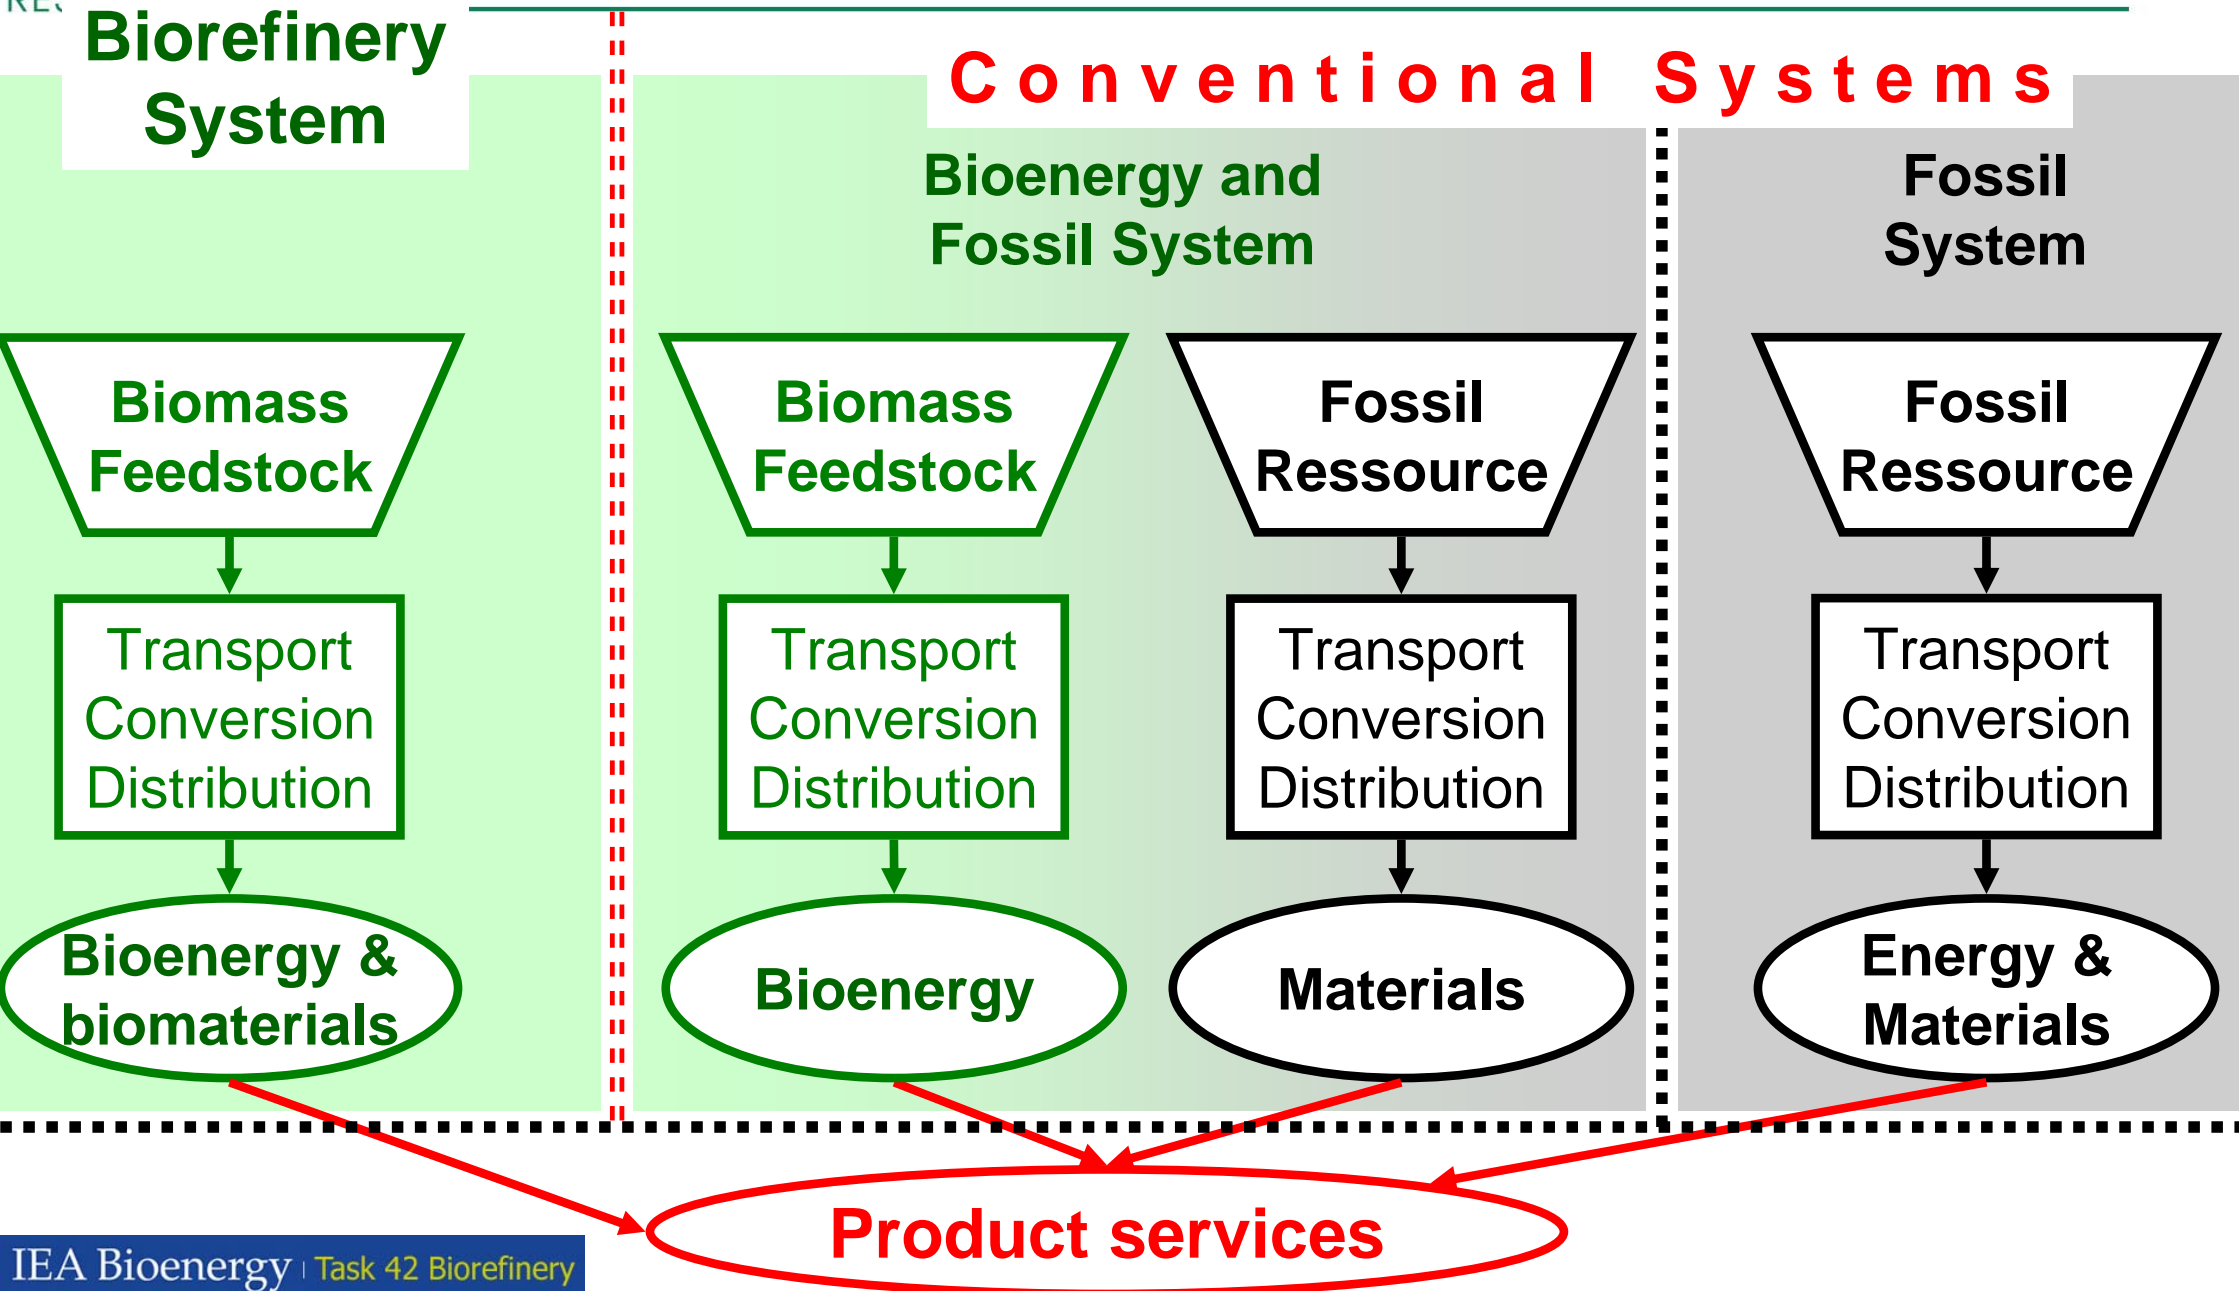 Biorefinery
System
Conventional Systems
Bioenergy and
Fossil System
Fossil
System
Biomass
Feedstock
Transport
Conversion
Distribution
Bioenergy &
biomaterials
Biomass
Feedstock
Transport
Conversion
Distribution
Bioenergy
Fossil
Ressource
Transport
Conversion
Distribution
Materials
Fossil
Ressource
Transport
Conversion
Distribution
Energy &
Materials
Product services
IEA Bioenergy Task 42 Biorefinery